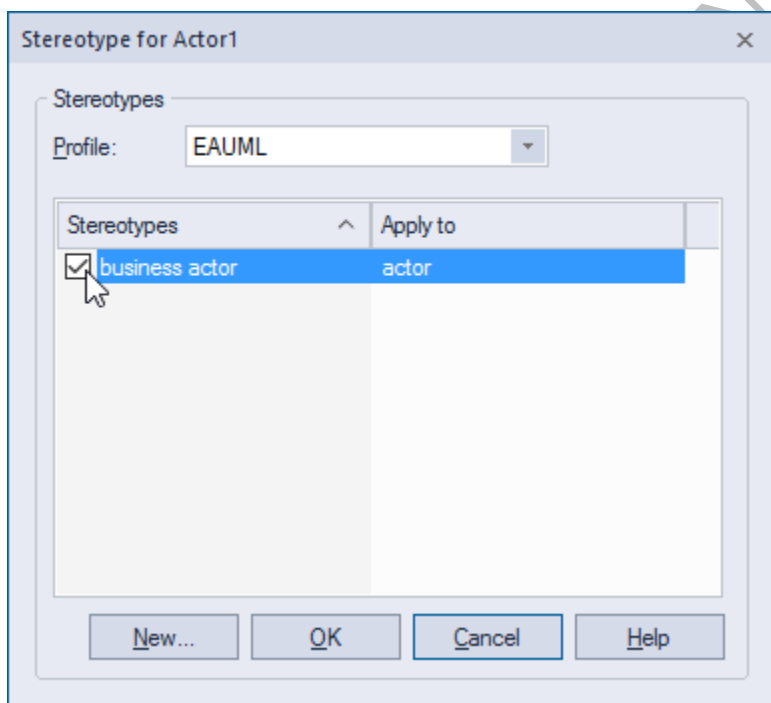 Stereotype for Actor1
Stereotypes
Profile: EAUML
Stereotypes Apply to
business actor actor
New... OK Cancel Help